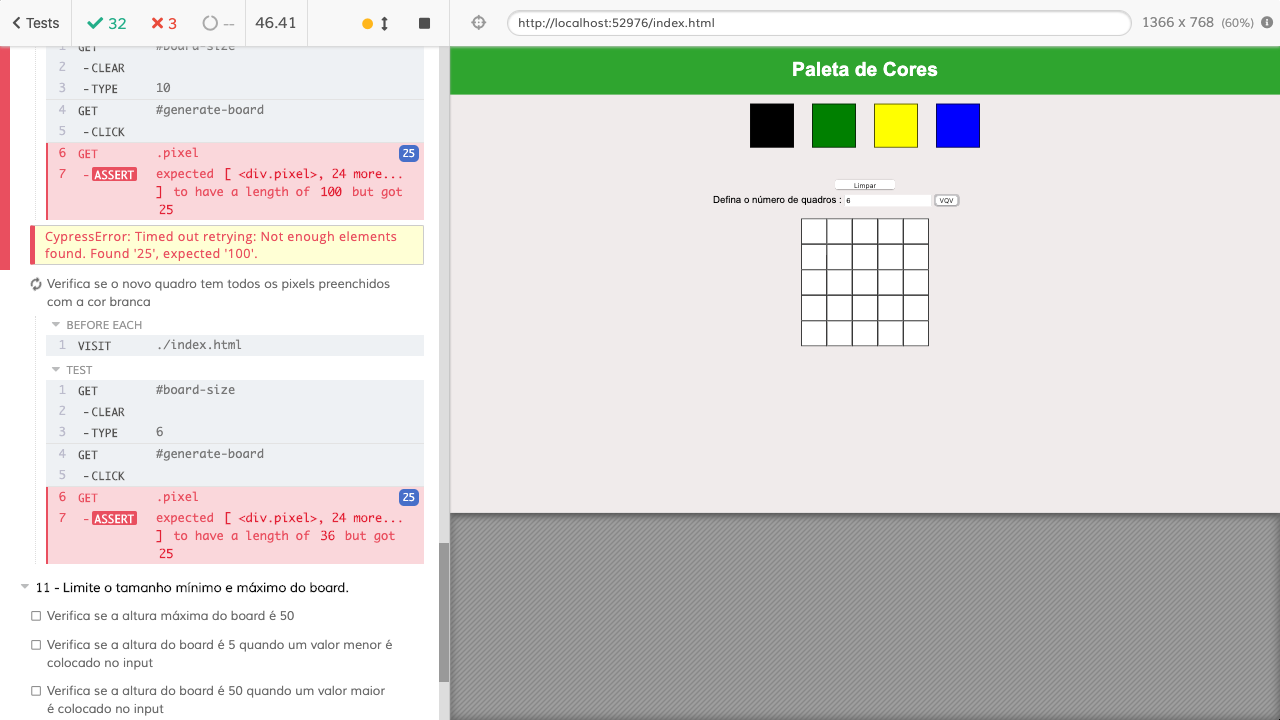 Tests 32 3 -- 46.41
http://localhost:52976/index.html 1366 x 768 (60%)
1 GET #board-size
2 -CLEAR
3 -TYPE 10
4 GET #generate-board
5 -CLICK
6 GET .pixel 25
7 -ASSERT expected [ <div.pixel>, 24 more...
] to have a length of 100 but got
25
CypressError: Timed out retrying: Not enough elements
found. Found '25', expected '100'.
Verifica se o novo quadro tem todos os pixels preenchidos
com a cor branca
BEFORE EACH
1 VISIT ./index.html
TEST
1 GET #board-size
2 -CLEAR
3 -TYPE 6
4 GET #generate-board
5 -CLICK
6 GET .pixel 25
7 -ASSERT expected [ <div.pixel>, 24 more...
] to have a length of 36 but got
25
11 - Limite o tamanho mínimo e máximo do board.
Verifica se a altura máxima do board é 50
Verifica se a altura do board é 5 quando um valor menor é
colocado no input
Verifica se a altura do board é 50 quando um valor maior
é colocado no input
Paleta de Cores
Limpar
Defina o número de quadros : 6 VQV